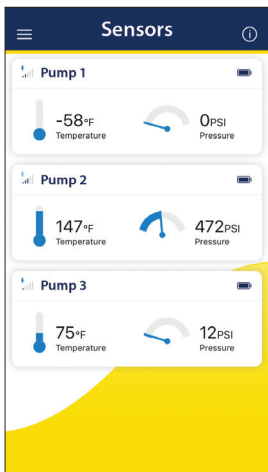 Sensors
Pump 1
-58°F
Temperature
0PSI
Pressure
Pump 2
147°F
Temperature
472PSI
Pressure
Pump 3
75°F
Temperature
12PSI
Pressure